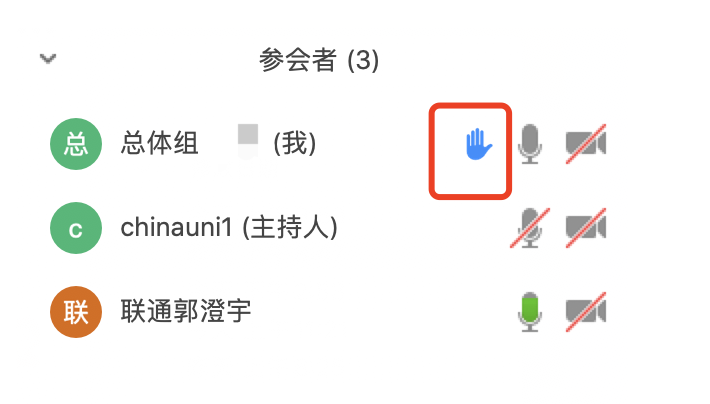 参会者 (3)
总 总体组 (我)
c chinauni1 (主持人)
联 联通郭澄宇